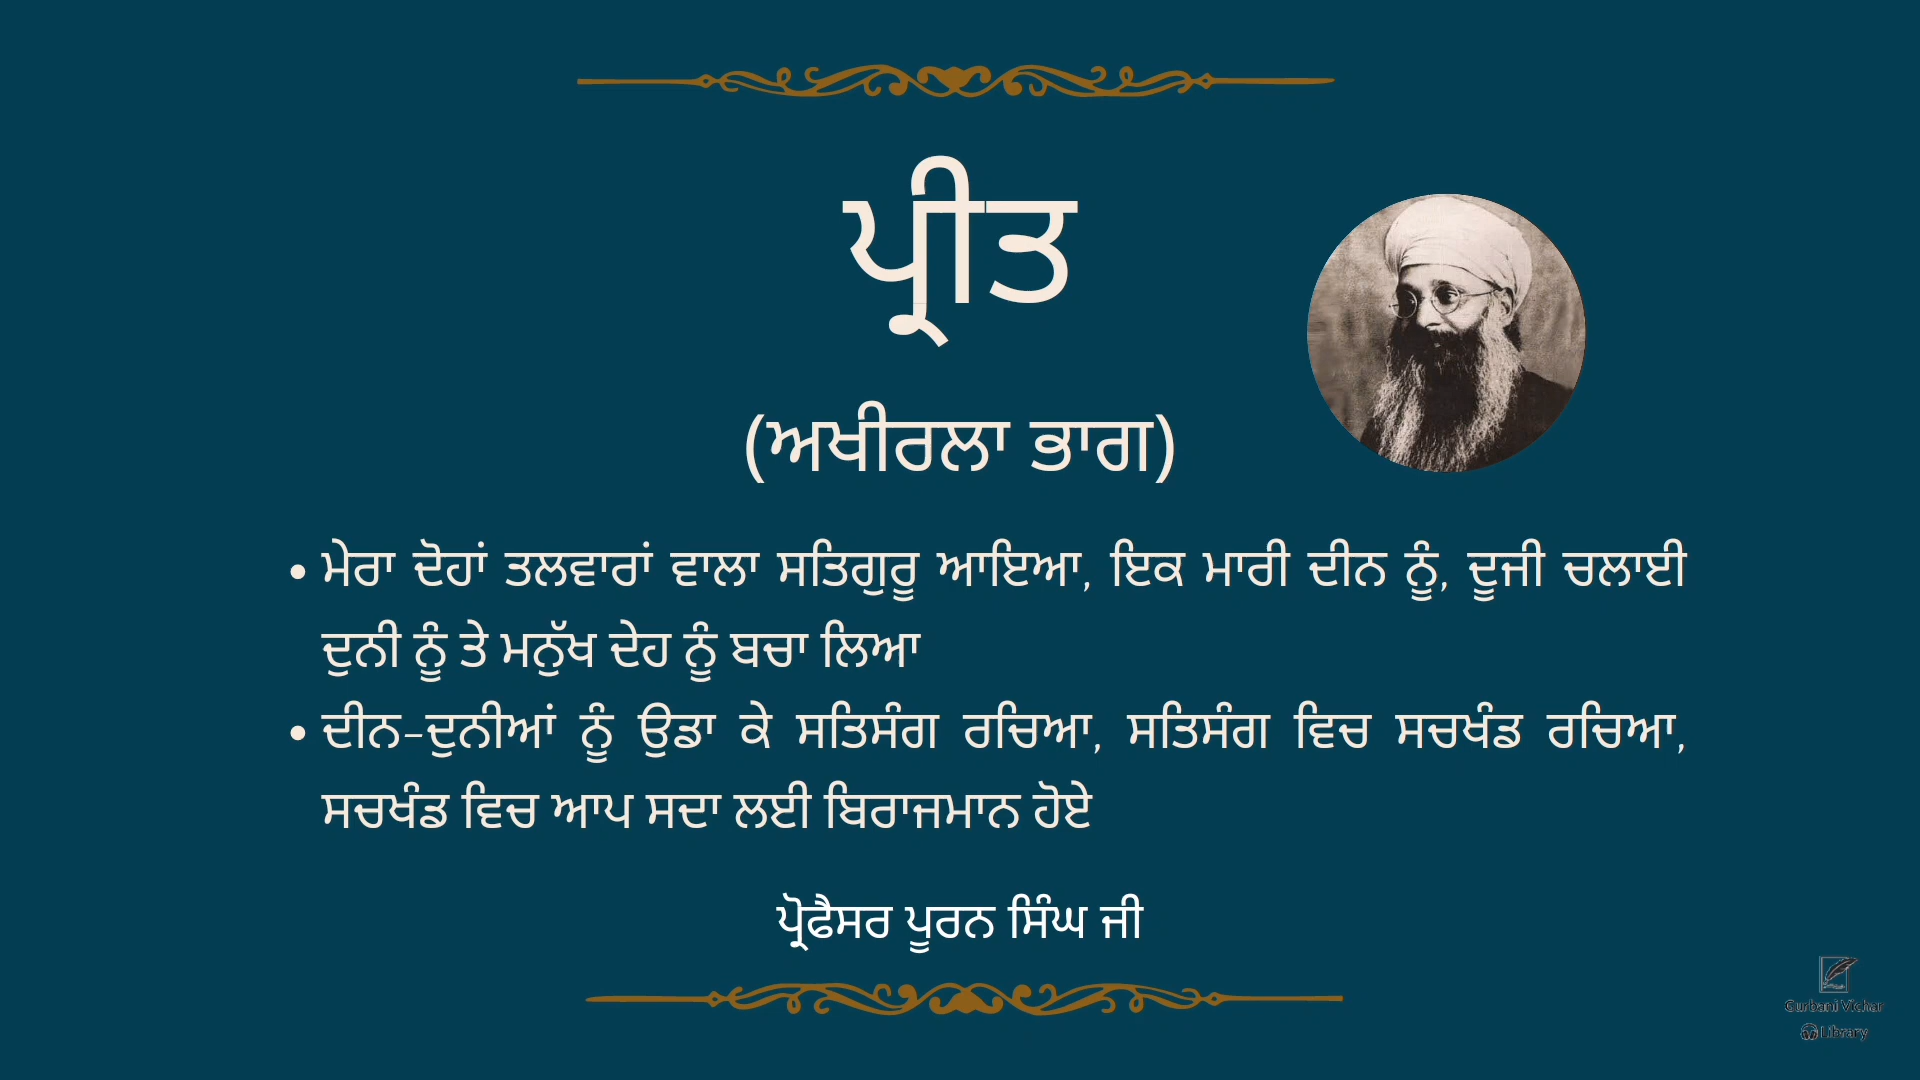 ਪ੍ਰੀਤ
(ਅਖੀਰਲਾ ਭਾਗ)
• ਮੇਰਾ ਦੋਹਾਂ ਤਲਵਾਰਾਂ ਵਾਲਾ ਸਤਿਗੁਰੂ ਆਇਆ, ਇਕ ਮਾਰੀ ਦੀਨ ਨੂੰ, ਦੂਜੀ ਚਲਾਈ
ਦੁਨੀ ਨੂੰ ਤੇ ਮਨੁੱਖ ਦੇਹ ਨੂੰ ਬਚਾ ਲਿਆ
• ਦੀਨ-ਦੁਨੀਆਂ ਨੂੰ ਉਡਾ ਕੇ ਸਤਿਸੰਗ ਰਚਿਆ, ਸਤਿਸੰਗ ਵਿਚ ਸਚਖੰਡ ਰਚਿਆ,
ਸਚਖੰਡ ਵਿਚ ਆਪ ਸਦਾ ਲਈ ਬਿਰਾਜਮਾਨ ਹੋਏ
ਪ੍ਰੋਫੈਸਰ ਪੂਰਨ ਸਿੰਘ ਜੀ
Gurbani Vichar
Library